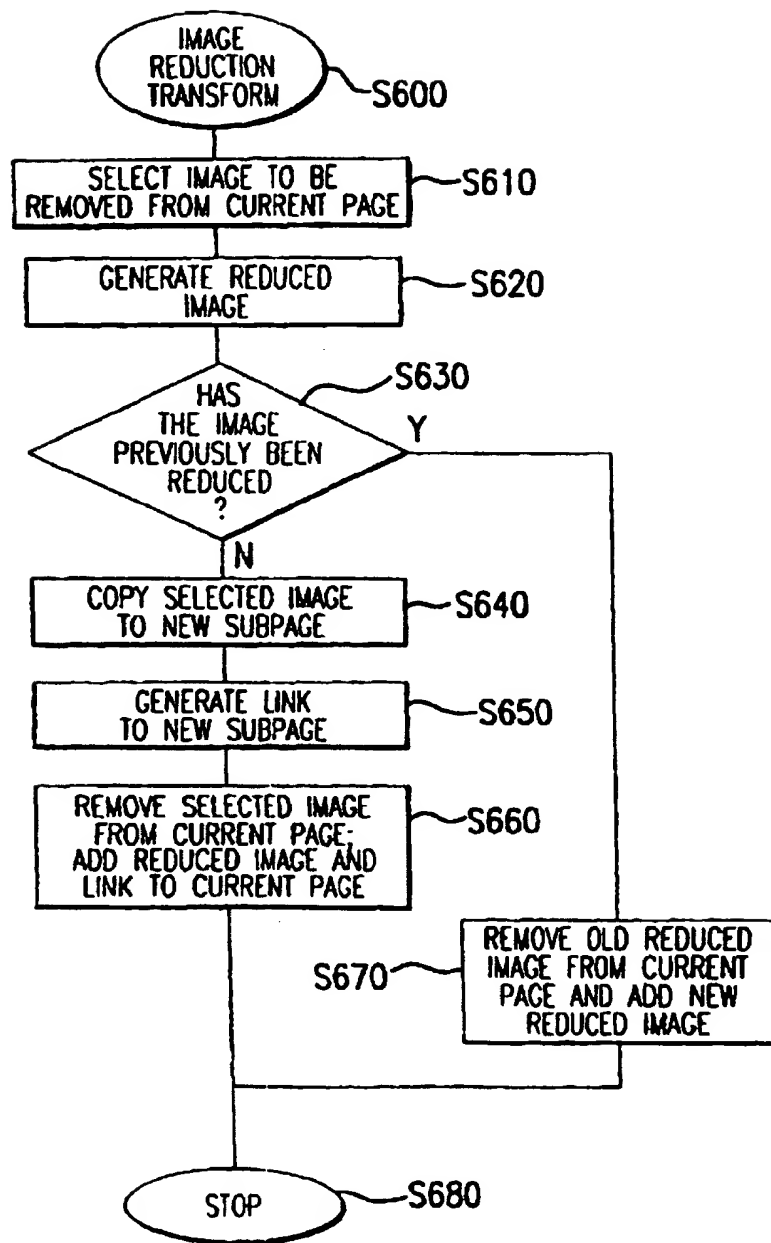 IMAGE
REDUCTION
TRANSFORM
S600
SELECT IMAGE TO BE
REMOVED FROM CURRENT PAGE
S610
GENERATE REDUCED
IMAGE
S620
HAS
THE IMAGE
PREVIOUSLY BEEN
REDUCED
?
S630
Y
N
COPY SELECTED IMAGE
TO NEW SUBPAGE
S640
GENERATE LINK
TO NEW SUBPAGE
S650
REMOVE SELECTED IMAGE
FROM CURRENT PAGE;
ADD REDUCED IMAGE AND
LINK TO CURRENT PAGE
S660
REMOVE OLD REDUCED
IMAGE FROM CURRENT
PAGE AND ADD NEW
REDUCED IMAGE
S670
STOP
S680